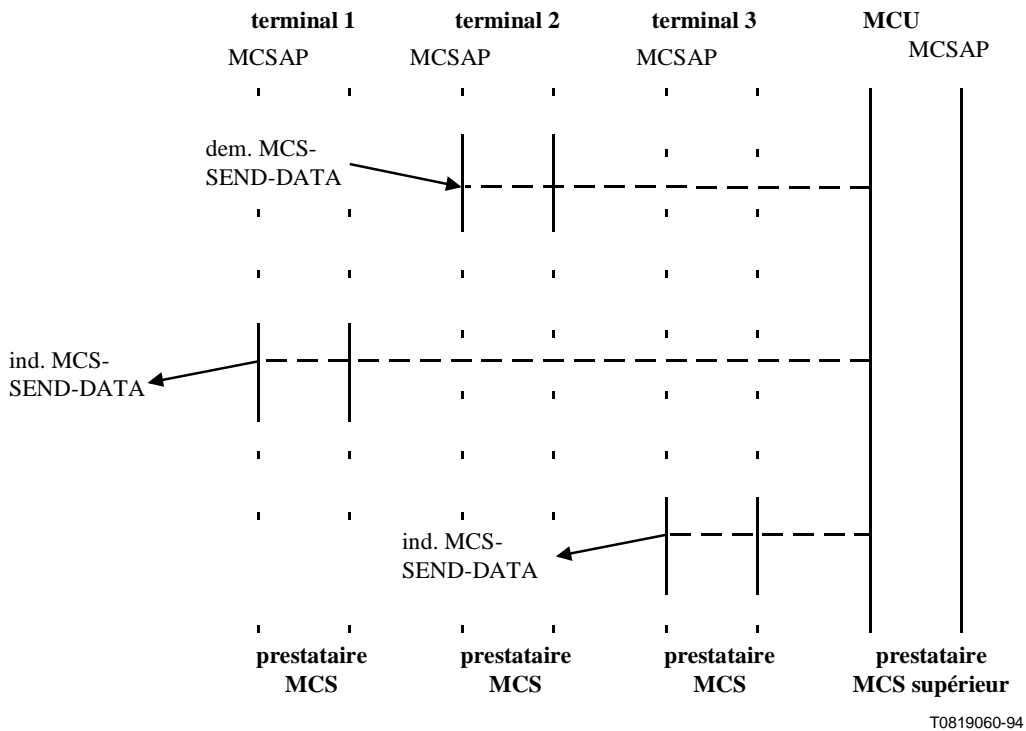 terminal 1 terminal 2 terminal 3 MCU
MCSAP MCSAP MCSAP MCSAP
dem. MCS-
SEND-DATA
ind. MCS-
SEND-DATA
ind. MCS-
SEND-DATA
prestataire prestataire prestataire prestataire
MCS MCS MCS MCS supérieur
T0819060-94